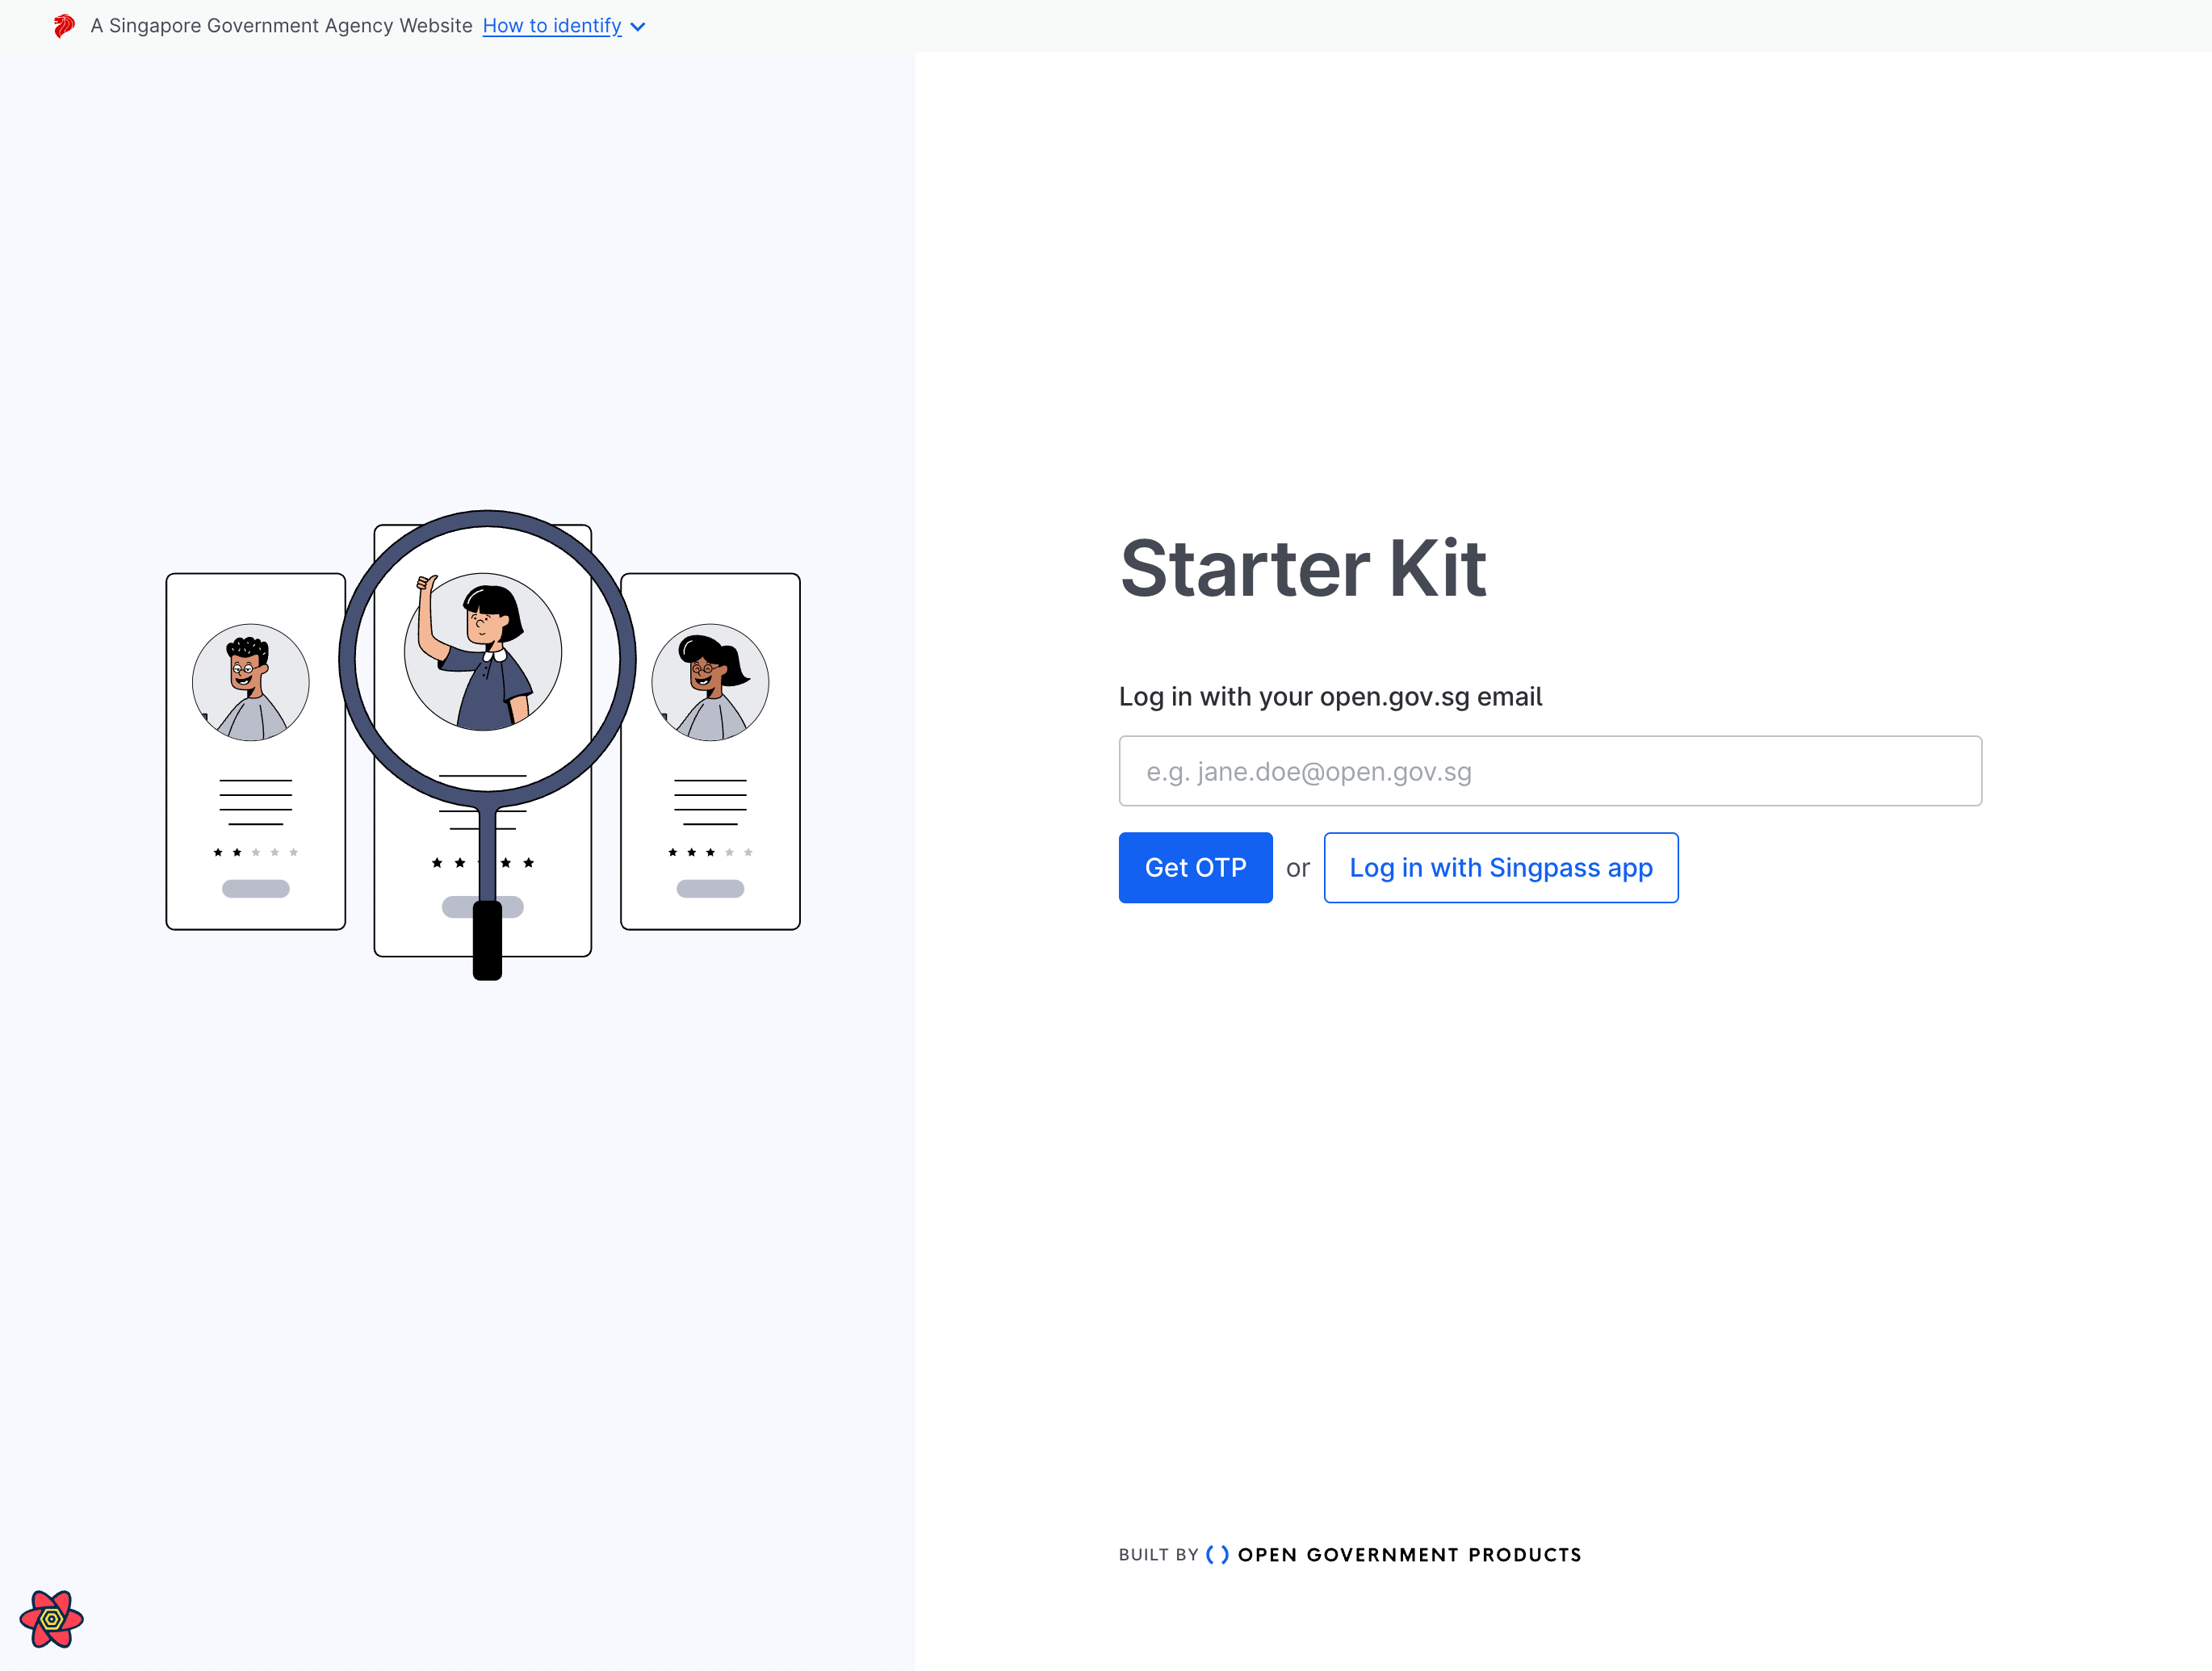 A Singapore Government Agency Website How to identify
Starter Kit
Log in with your open.gov.sg email
e.g. jane.doe@open.gov.sg
Get OTP or Log in with Singpass app
BUILT BY OPEN GOVERNMENT PRODUCTS